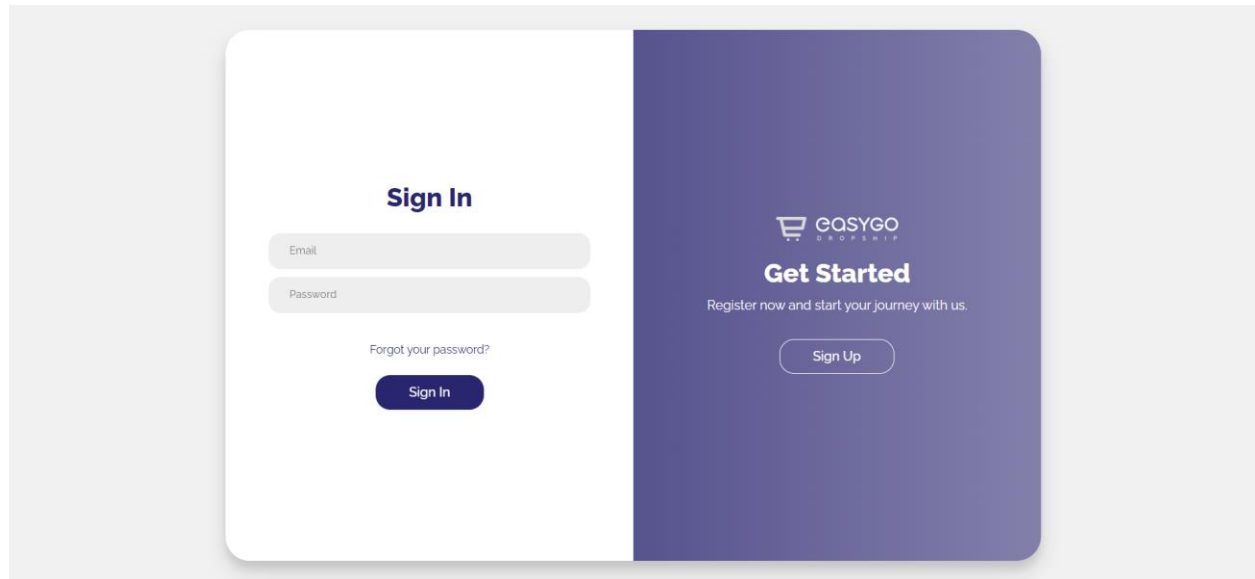 Sign In
Email
Password
Forgot your password?
Sign In
easyGO
DROPSHIP
Get Started
Register now and start your journey with us.
Sign Up